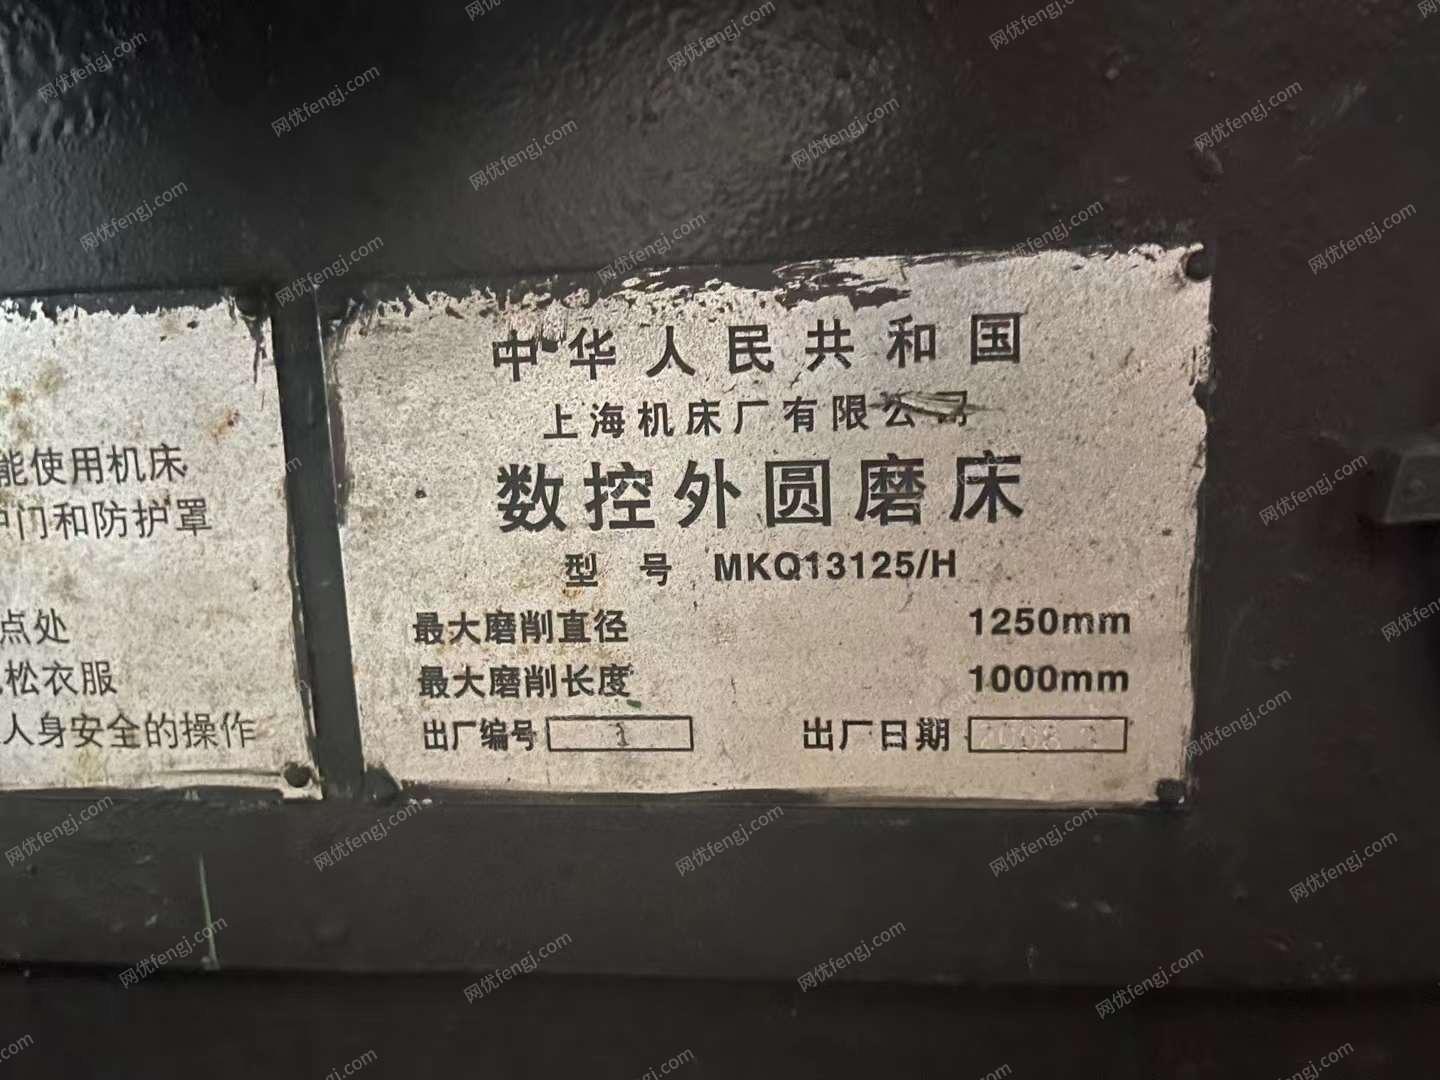 能使用机床
护门和防护罩
点处
松衣服
人身安全的操作
中华人民共和国
上海机床厂有限公司
数控外圆磨床
型号 MKQ13125/H
最大磨削直径 1250mm
最大磨削长度 1000mm
出厂编号 1 出厂日期 2008
网优fengj.com